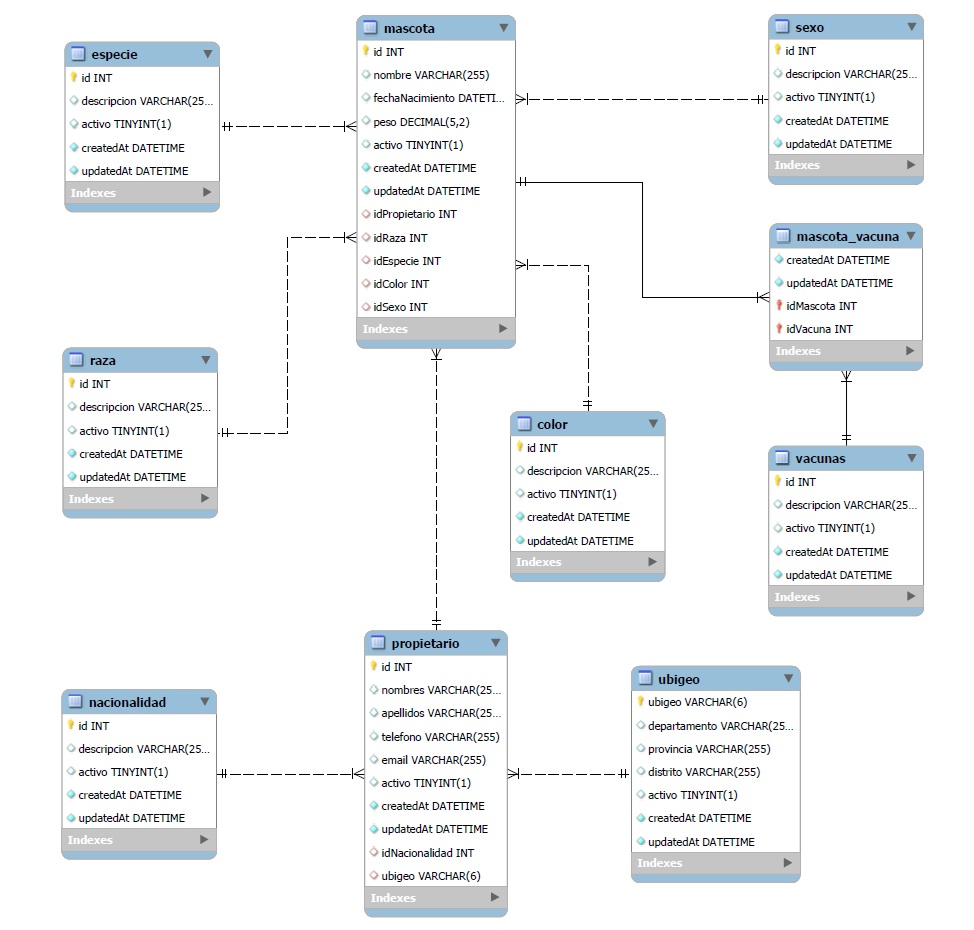 mascota
id INT
nombre VARCHAR(255)
fechaNacimiento DATETI...
peso DECIMAL(5,2)
activo TINYINT(1)
createdAt DATETIME
updatedAt DATETIME
idPropietario INT
idRaza INT
idEspecie INT
idColor INT
idSexo INT
Indexes
sexo
id INT
descripcion VARCHAR(25...
activo TINYINT(1)
createdAt DATETIME
updatedAt DATETIME
Indexes
especie
id INT
descripcion VARCHAR(25...
activo TINYINT(1)
createdAt DATETIME
updatedAt DATETIME
Indexes
mascota_vacuna
createdAt DATETIME
updatedAt DATETIME
idMascota INT
idVacuna INT
Indexes
raza
id INT
descripcion VARCHAR(25...
activo TINYINT(1)
createdAt DATETIME
updatedAt DATETIME
Indexes
color
id INT
descripcion VARCHAR(25...
activo TINYINT(1)
createdAt DATETIME
updatedAt DATETIME
Indexes
vacunas
id INT
descripcion VARCHAR(25...
activo TINYINT(1)
createdAt DATETIME
updatedAt DATETIME
Indexes
propietario
id INT
nombres VARCHAR(25...
apellidos VARCHAR(25...
telefono VARCHAR(255)
email VARCHAR(255)
activo TINYINT(1)
createdAt DATETIME
updatedAt DATETIME
idNacionalidad INT
ubigeo VARCHAR(6)
Indexes
nacionalidad
id INT
descripcion VARCHAR(25...
activo TINYINT(1)
createdAt DATETIME
updatedAt DATETIME
Indexes
ubigeo
ubigeo VARCHAR(6)
departamento VARCHAR(25...
provincia VARCHAR(255)
distrito VARCHAR(255)
activo TINYINT(1)
createdAt DATETIME
updatedAt DATETIME
Indexes